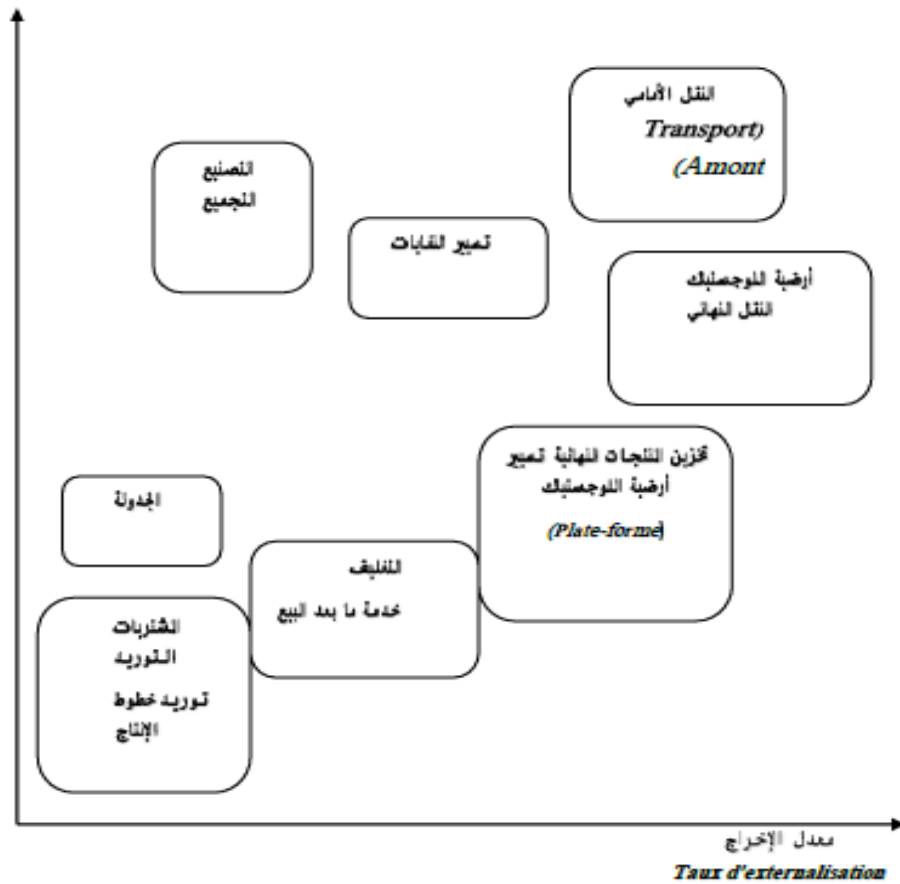 النقل الأمامي
Transport)
(Amont
التصنيع
التجميع
تسيير النفايات
أرضية اللوجستيك
النقل النهائي
تخزين المنتجات النهائية تسيير
أرضية اللوجستيك
(Plate-forme)
الجدولة
التغليف
خدمة ما بعد البيع
المشتريات
التوريد
توريد خطوط
الإنتاج
معدل الإخراج
Taux d'externalisation